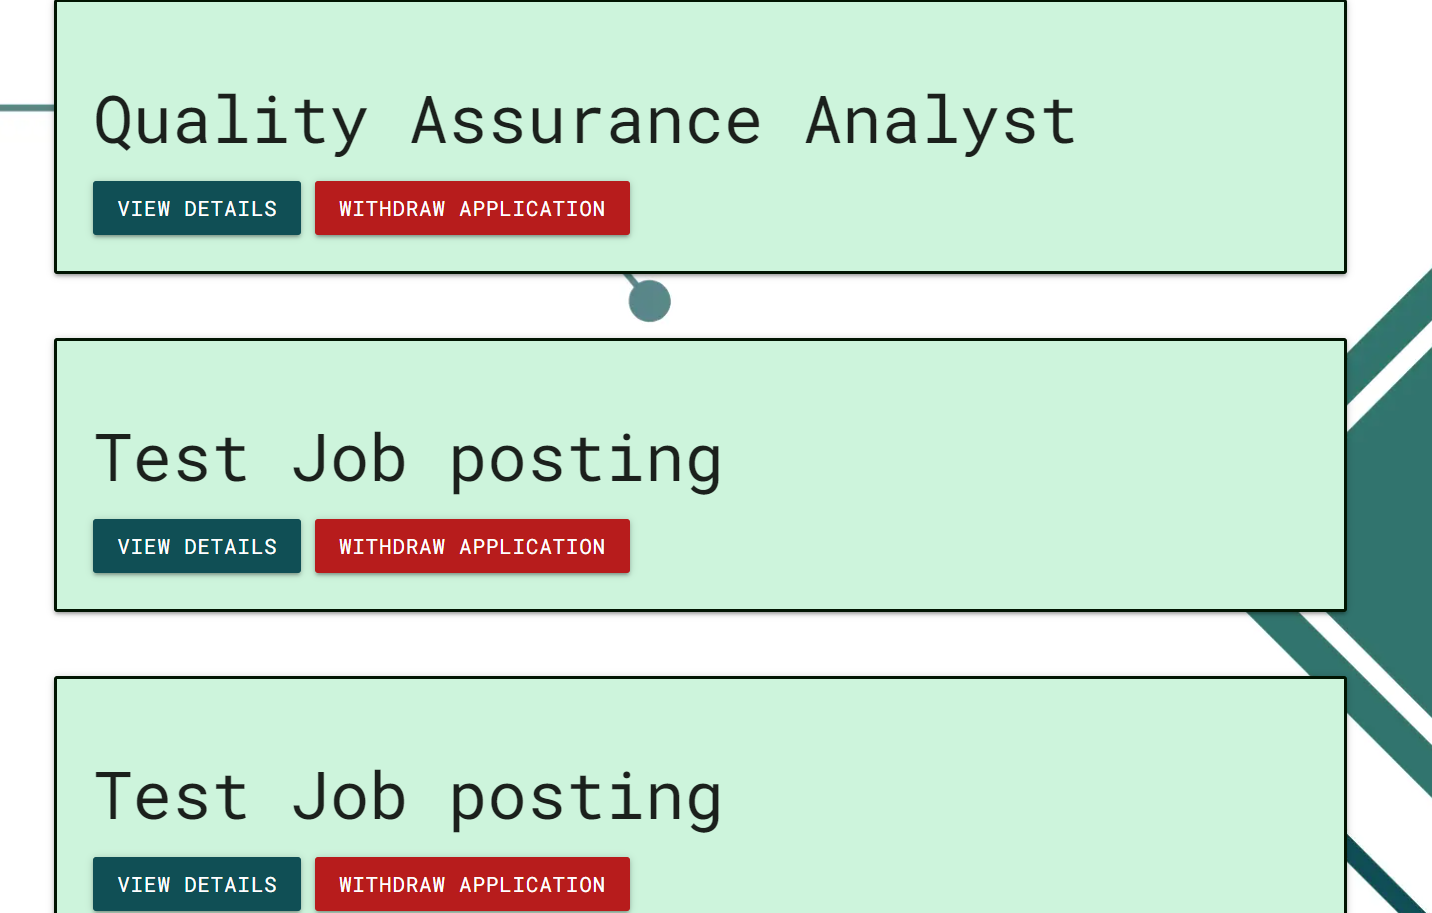 Quality Assurance Analyst
VIEW DETAILS WITHDRAW APPLICATION
Test Job posting
VIEW DETAILS WITHDRAW APPLICATION
Test Job posting
VIEW DETAILS WITHDRAW APPLICATION